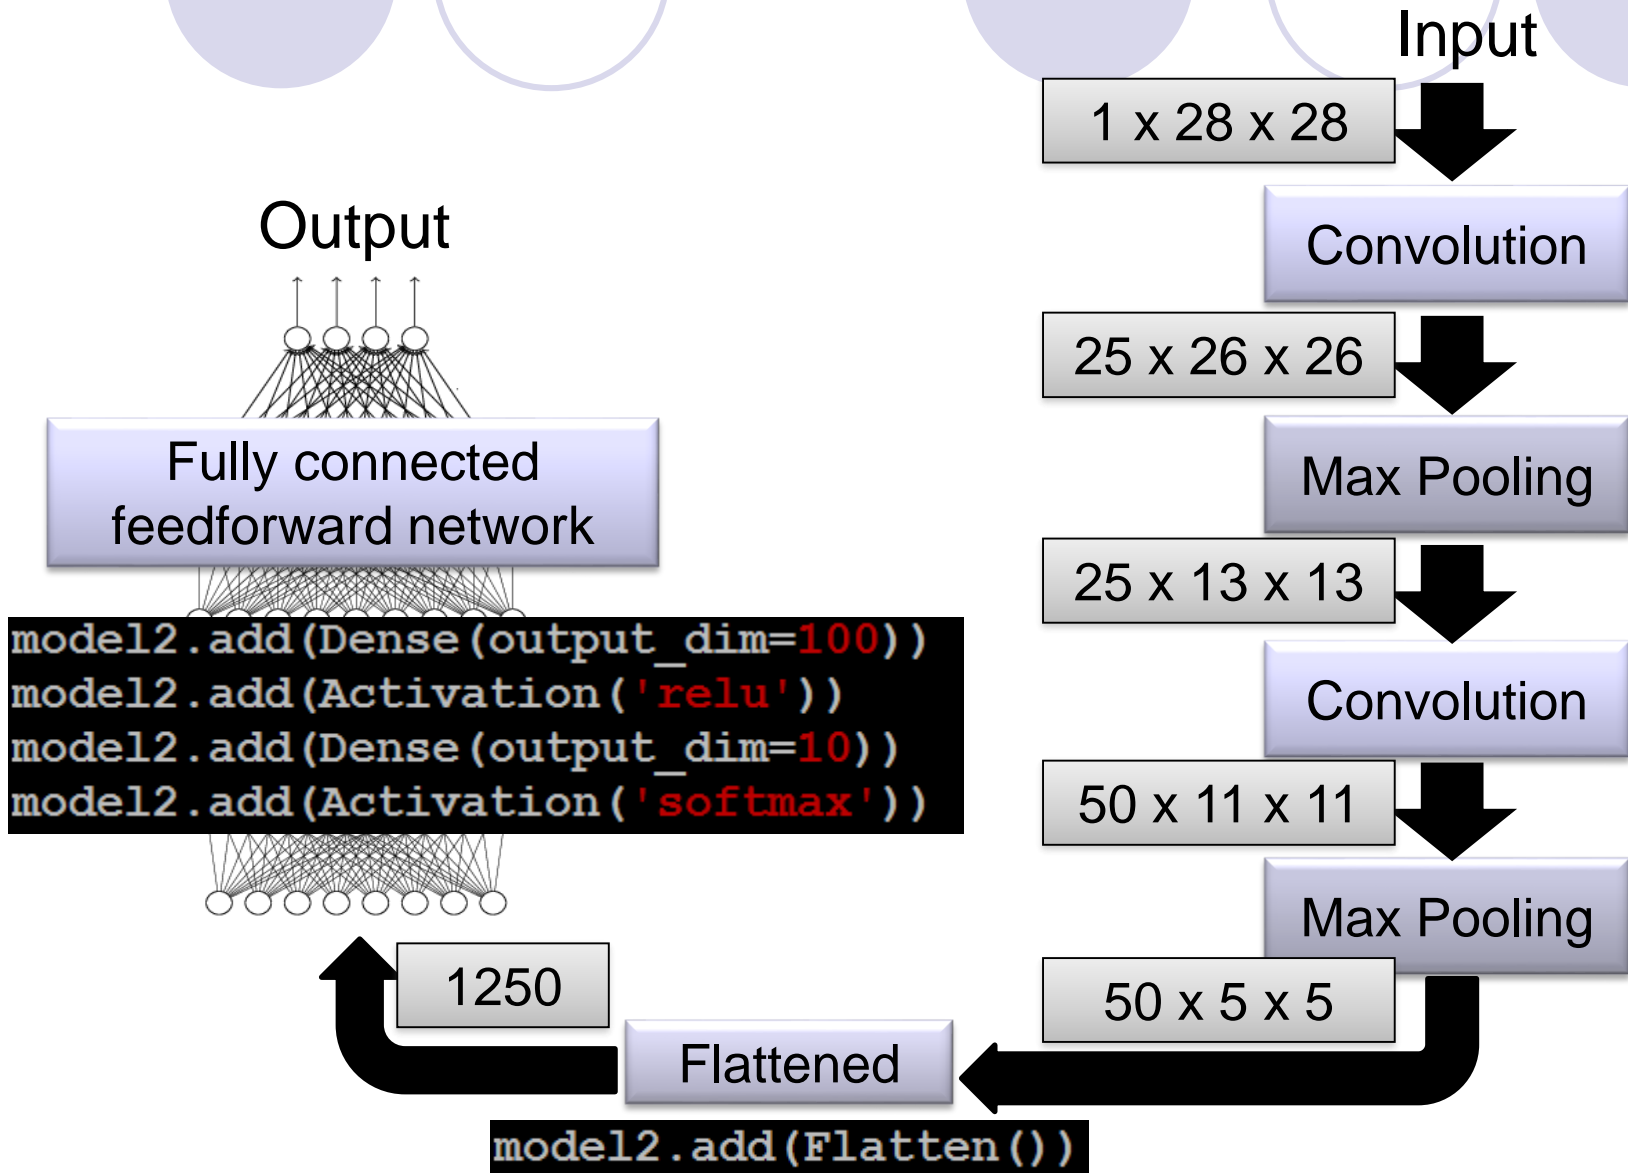 Input
1 x 28 x 28
Convolution
25 x 26 x 26
Max Pooling
25 x 13 x 13
Convolution
50 x 11 x 11
Max Pooling
50 x 5 x 5
Flattened
model2.add(Flatten())
1250
Output
Fully connected
feedforward network
model2.add(Dense(output_dim=100))
model2.add(Activation('relu'))
model2.add(Dense(output_dim=10))
model2.add(Activation('softmax'))